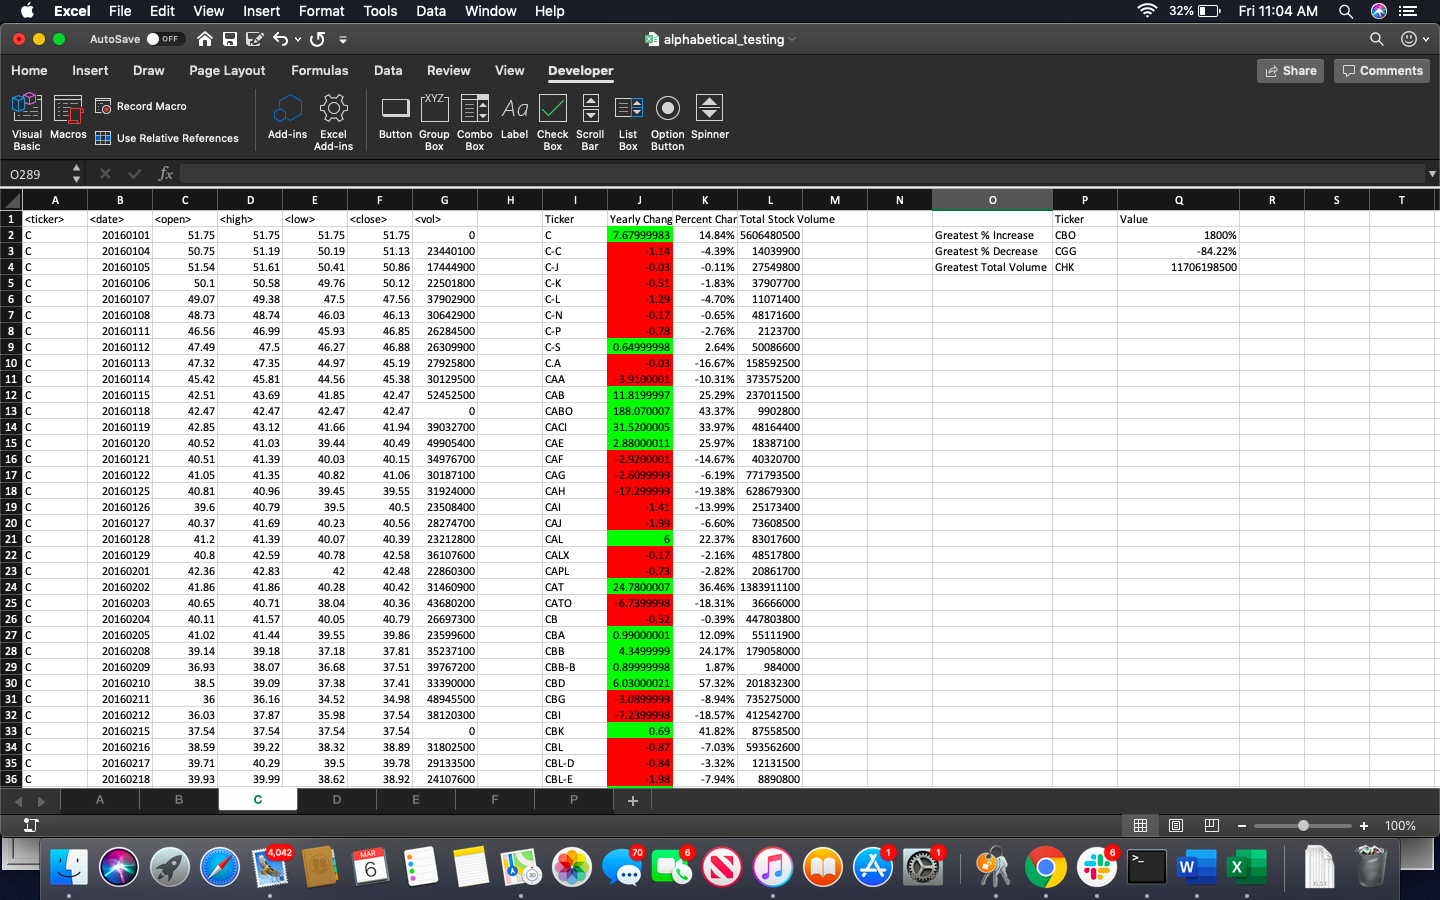 Excel File Edit View Insert Format Tools Data Window Help 32% Fri 11:04 AM
AutoSave OFF alphabetical_testing
Home Insert Draw Page Layout Formulas Data Review View Developer Share Comments
Visual Basic Macros Record Macro Use Relative References Add-ins Excel Add-ins Button Group Box Combo Box Label Check Box Scroll Bar List Box Option Button Spinner
O289 fx
A B C D E F G H I J K L M N O P Q R S T
1 <ticker> <date> <open> <high> <low> <close> <vol> Ticker Yearly Chang Percent Char Total Stock Volume Ticker Value
2 C 20160101 51.75 51.75 51.75 51.75 0 C 7.67999983 14.84% 5606480500 Greatest % Increase CBO 1800%
3 C 20160104 50.75 51.19 50.19 51.13 23440100 C-C -1.14 -4.39% 14039900 Greatest % Decrease CGG -84.22%
4 C 20160105 51.54 51.61 50.41 50.86 17444900 C-J -0.03 -0.11% 27549800 Greatest Total Volume CHK 11706198500
5 C 20160106 50.1 50.58 49.76 50.12 22501800 C-K -0.51 -1.83% 37907700
6 C 20160107 49.07 49.38 47.5 47.56 37902900 C-L -1.29 -4.70% 11071400
7 C 20160108 48.73 48.74 46.03 46.13 30642900 C-N -0.17 -0.65% 48171600
8 C 20160111 46.56 46.99 45.93 46.85 26284500 C-P -0.78 -2.76% 2123700
9 C 20160112 47.49 47.5 46.27 46.88 26309900 C-S 0.64999998 2.64% 50086600
10 C 20160113 47.32 47.35 44.97 45.19 27925800 C.A -0.03 -16.67% 158592500
11 C 20160114 45.42 45.81 44.56 45.38 30129500 CAA -3.9100001 -10.31% 373575200
12 C 20160115 42.51 43.69 41.85 42.47 52452500 CAB 11.8199997 25.29% 237011500
13 C 20160118 42.47 42.47 42.47 42.47 0 CABO 188.070007 43.37% 9902800
14 C 20160119 42.85 43.12 41.66 41.94 39032700 CACI 31.5200005 33.97% 48164400
15 C 20160120 40.52 41.03 39.44 40.49 49905400 CAE 2.88000011 25.97% 18387100
16 C 20160121 40.51 41.39 40.03 40.15 34976700 CAF -2.9200001 -14.67% 40320700
17 C 20160122 41.05 41.35 40.82 41.06 30187100 CAG -2.6099999 -6.19% 771793500
18 C 20160125 40.81 40.96 39.45 39.55 31924000 CAH -17.299999 -19.38% 628679300
19 C 20160126 39.6 40.79 39.5 40.5 23508400 CAI -1.41 -13.99% 25173400
20 C 20160127 40.37 41.69 40.23 40.56 28274700 CAJ -1.99 -6.60% 73608500
21 C 20160128 41.2 41.39 40.07 40.39 23212800 CAL 6 22.37% 83017600
22 C 20160129 40.8 42.59 40.78 42.58 36107600 CALX -0.17 -2.16% 48517800
23 C 20160201 42.36 42.83 42 42.48 22860300 CAPL -0.73 -2.82% 20861700
24 C 20160202 41.86 41.86 40.28 40.42 31460900 CAT 24.7800007 36.46% 1383911100
25 C 20160203 40.65 40.71 38.04 40.36 43680200 CATO -6.7399998 -18.31% 36666000
26 C 20160204 40.11 41.57 40.05 40.79 26697300 CB -0.52 -0.39% 447803800
27 C 20160205 41.02 41.44 39.55 39.86 23599600 CBA 0.99000001 12.09% 55111900
28 C 20160208 39.14 39.18 37.18 37.81 35237100 CBB 4.3499999 24.17% 179058000
29 C 20160209 36.93 38.07 36.68 37.51 39767200 CBB-B 0.89999998 1.87% 984000
30 C 20160210 38.5 39.09 37.38 37.41 33390000 CBD 6.03000021 57.32% 201832300
31 C 20160211 36 36.16 34.52 34.98 48945500 CBG -3.0899999 -8.94% 735275000
32 C 20160212 36.03 37.87 35.98 37.54 38120300 CBI -7.2399998 -18.57% 412542700
33 C 20160215 37.54 37.54 37.54 37.54 0 CBK 0.69 41.82% 87558500
34 C 20160216 38.59 39.22 38.32 38.89 31802500 CBL -0.87 -7.03% 593562600
35 C 20160217 39.71 40.29 39.5 39.78 29133500 CBL-D -0.84 -3.32% 12131500
36 C 20160218 39.93 39.99 38.62 38.92 24107600 CBL-E -1.98 -7.94% 8890800
A B C D E F P +
100%
4,042 MAR 6 70 6 1 1 6 W X XLSX